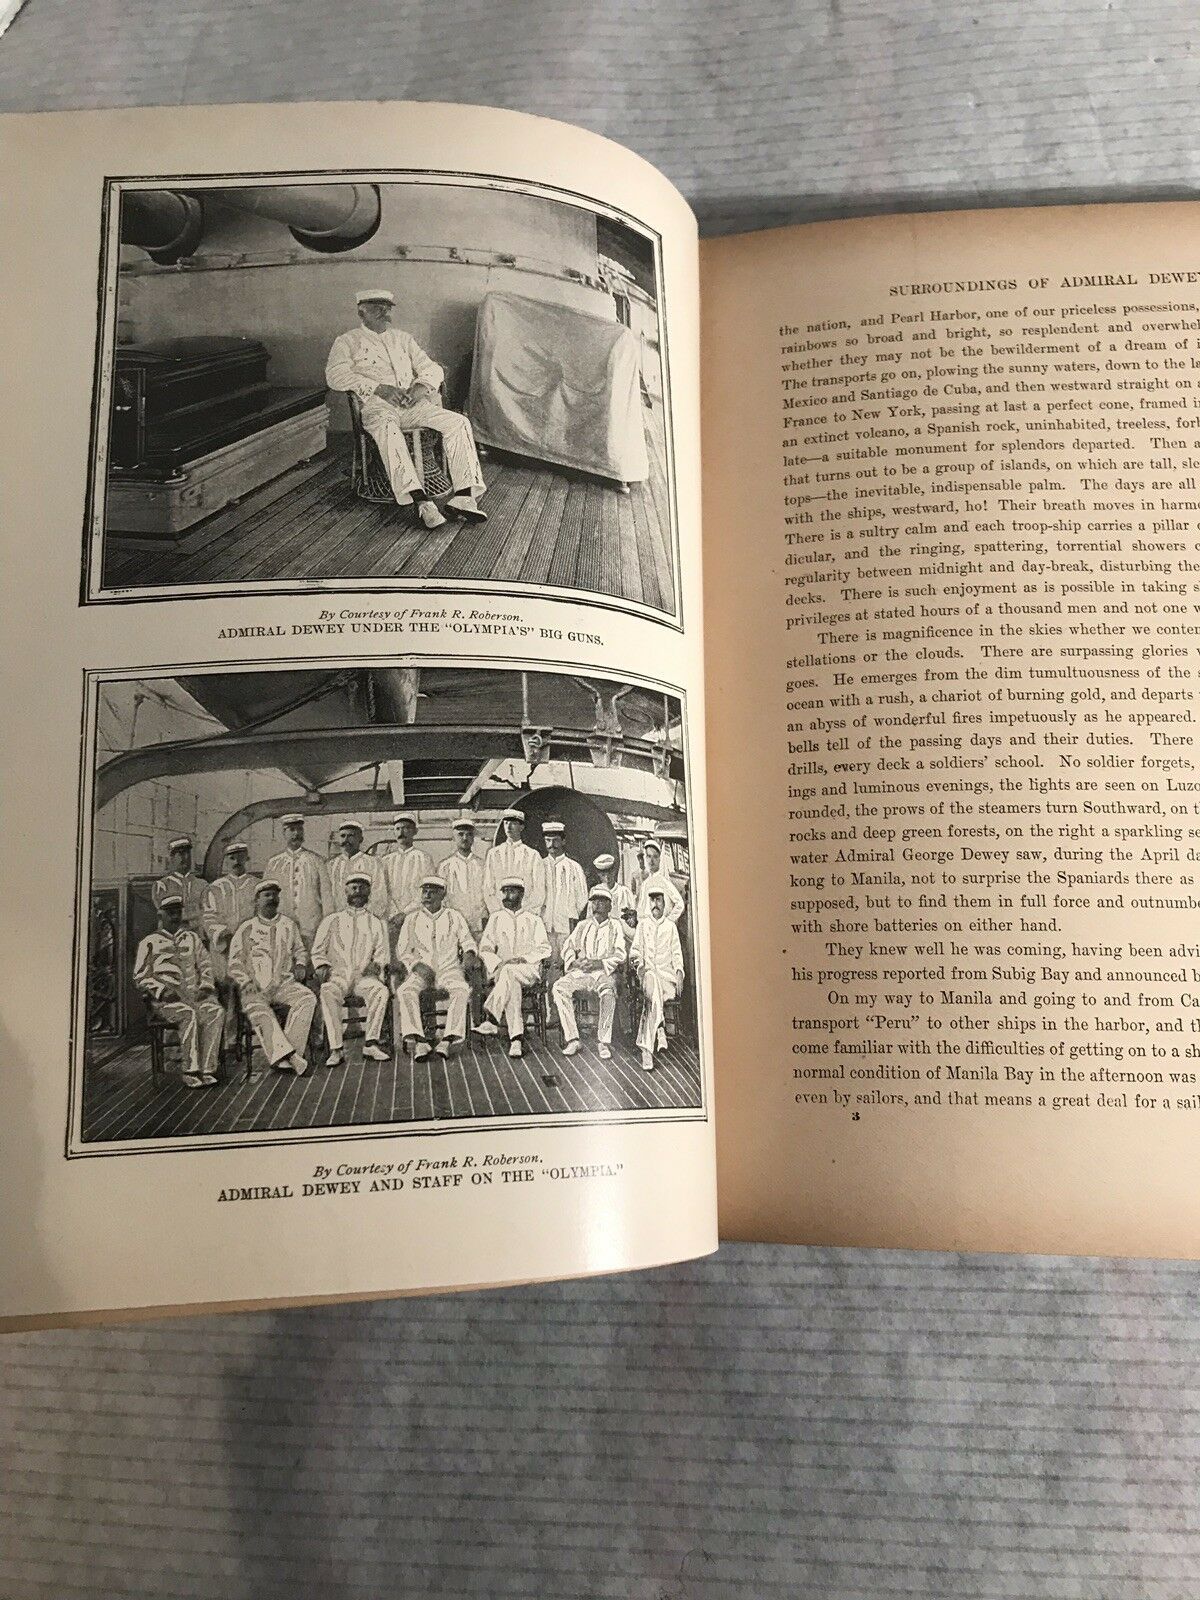 By Courtesy of Frank R. Roberson.
ADMIRAL DEWEY UNDER THE "OLYMPIA'S" BIG GUNS.
By Courtesy of Frank R. Roberson.
ADMIRAL DEWEY AND STAFF ON THE "OLYMPIA."
SURROUNDINGS OF ADMIRAL DEWEY
the nation, and Pearl Harbor, one of our priceless possessions,
rainbows so broad and bright, so resplendent and overwhel
whether they may not be the bewilderment of a dream of i
The transports go on, plowing the sunny waters, down to the la
Mexico and Santiago de Cuba, and then westward straight on a
France to New York, passing at last a perfect cone, framed i
an extinct volcano, a Spanish rock, uninhabited, treeless, for
late—a suitable monument for splendors departed. Then a
that turns out to be a group of islands, on which are tall, sle
tops—the inevitable, indispensable palm. The days are all
with the ships, westward, ho! Their breath moves in harm
There is a sultry calm and each troop-ship carries a pillar
dicular, and the ringing, spattering, torrential showers c
regularity between midnight and day-break, disturbing the
decks. There is such enjoyment as is possible in taking s
privileges at stated hours of a thousand men and not one w
There is magnificence in the skies whether we conte
stellations or the clouds. There are surpassing glories
goes. He emerges from the dim tumultuousness of the s
ocean with a rush, a chariot of burning gold, and departs
an abyss of wonderful fires impetuously as he appeared.
bells tell of the passing days and their duties. There
drills, every deck a soldiers' school. No soldier forgets,
ings and luminous evenings, the lights are seen on Luzo
rounded, the prows of the steamers turn Southward, on t
rocks and deep green forests, on the right a sparkling se
water Admiral George Dewey saw, during the April da
kong to Manila, not to surprise the Spaniards there as
supposed, but to find them in full force and outnumbe
with shore batteries on either hand.
They knew well he was coming, having been advi
his progress reported from Subig Bay and announced b
On my way to Manila and going to and from Ca
transport "Peru" to other ships in the harbor, and t
come familiar with the difficulties of getting on to a sh
normal condition of Manila Bay in the afternoon was
even by sailors, and that means a great deal for a sail
3